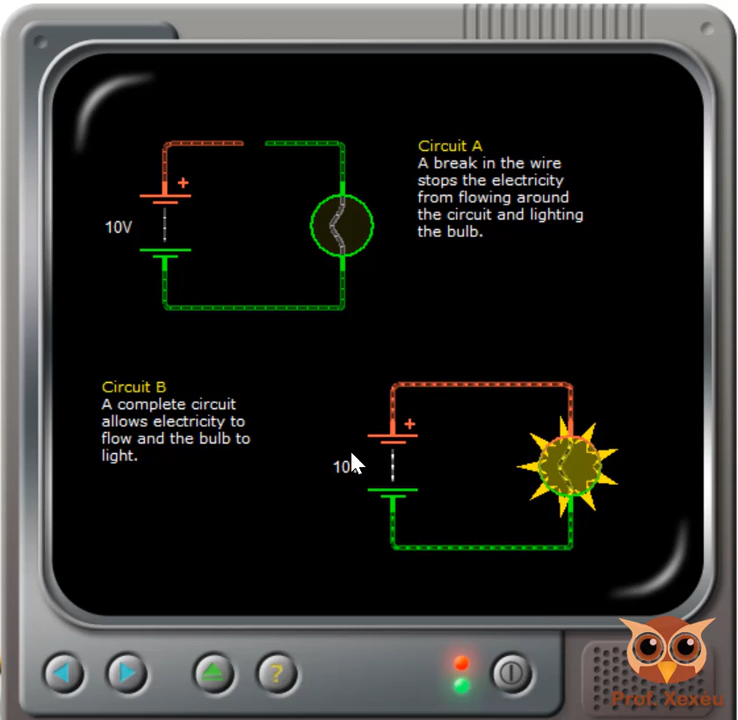 Circuit A
A break in the wire
stops the electricity
from flowing around
the circuit and lighting
the bulb.
+
10V
Circuit B
A complete circuit
allows electricity to
flow and the bulb to
light.
+
?
Prof. Xexéu